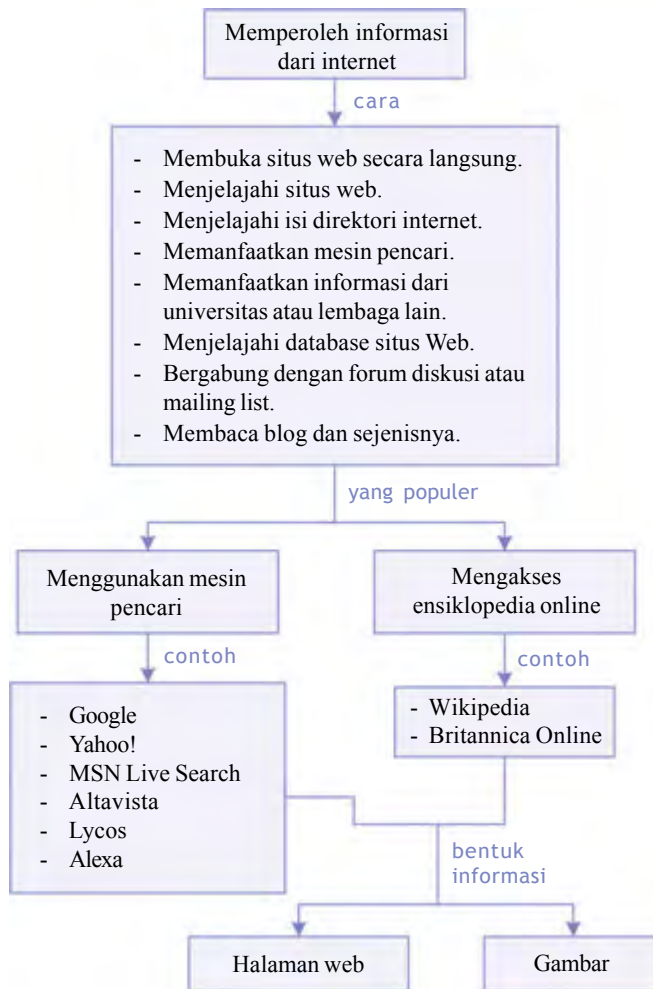 Memperoleh informasi
dari internet
cara
- Membuka situs web secara langsung.
- Menjelajahi situs web.
- Menjelajahi isi direktori internet.
- Memanfaatkan mesin pencari.
- Memanfaatkan informasi dari
universitas atau lembaga lain.
- Menjelajahi database situs Web.
- Bergabung dengan forum diskusi atau
mailing list.
- Membaca blog dan sejenisnya.
yang populer
Menggunakan mesin
pencari
contoh
- Google
- Yahoo!
- MSN Live Search
- Altavista
- Lycos
- Alexa
Mengakses
ensiklopedia online
contoh
- Wikipedia
- Britannica Online
bentuk
informasi
Halaman web
Gambar